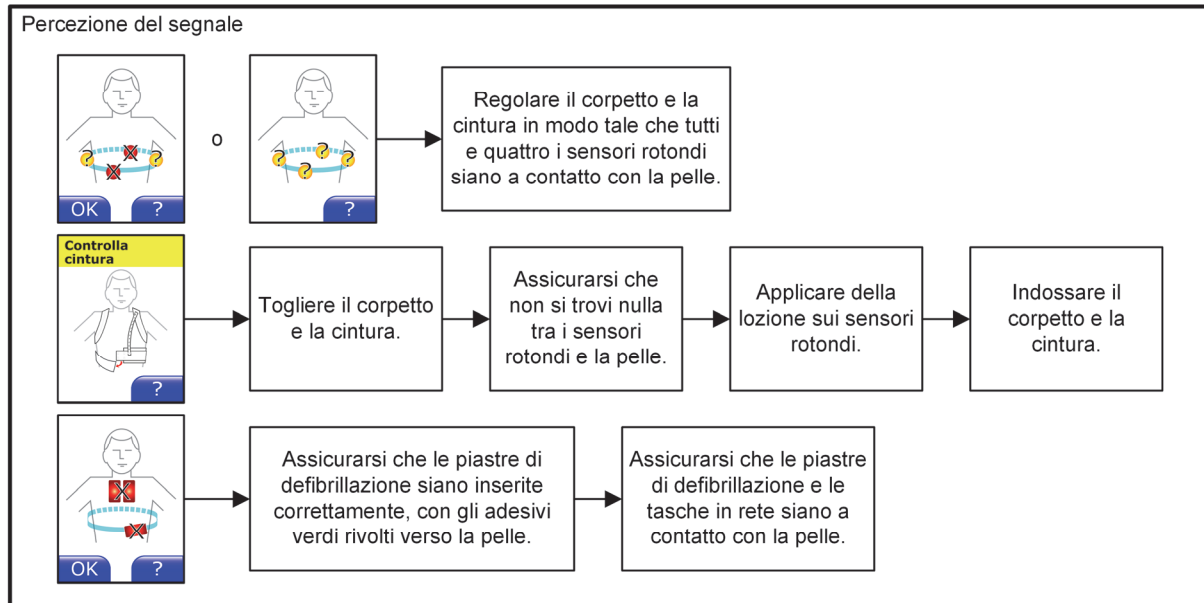 Percezione del segnale
? X ? X
OK ?
o
? ? ? ?
?
Regolare il corpetto e la
cintura in modo tale che tutti
e quattro i sensori rotondi
siano a contatto con la pelle.
Controlla
cintura
?
Togliere il corpetto
e la cintura.
Assicurarsi che
non si trovi nulla
tra i sensori
rotondi e la pelle.
Applicare della
lozione sui sensori
rotondi.
Indossare il
corpetto e la
cintura.
X
X
OK ?
Assicurarsi che le piastre di
defibrillazione siano inserite
correttamente, con gli adesivi
verdi rivolti verso la pelle.
Assicurarsi che le piastre
di defibrillazione e le
tasche in rete siano a
contatto con la pelle.